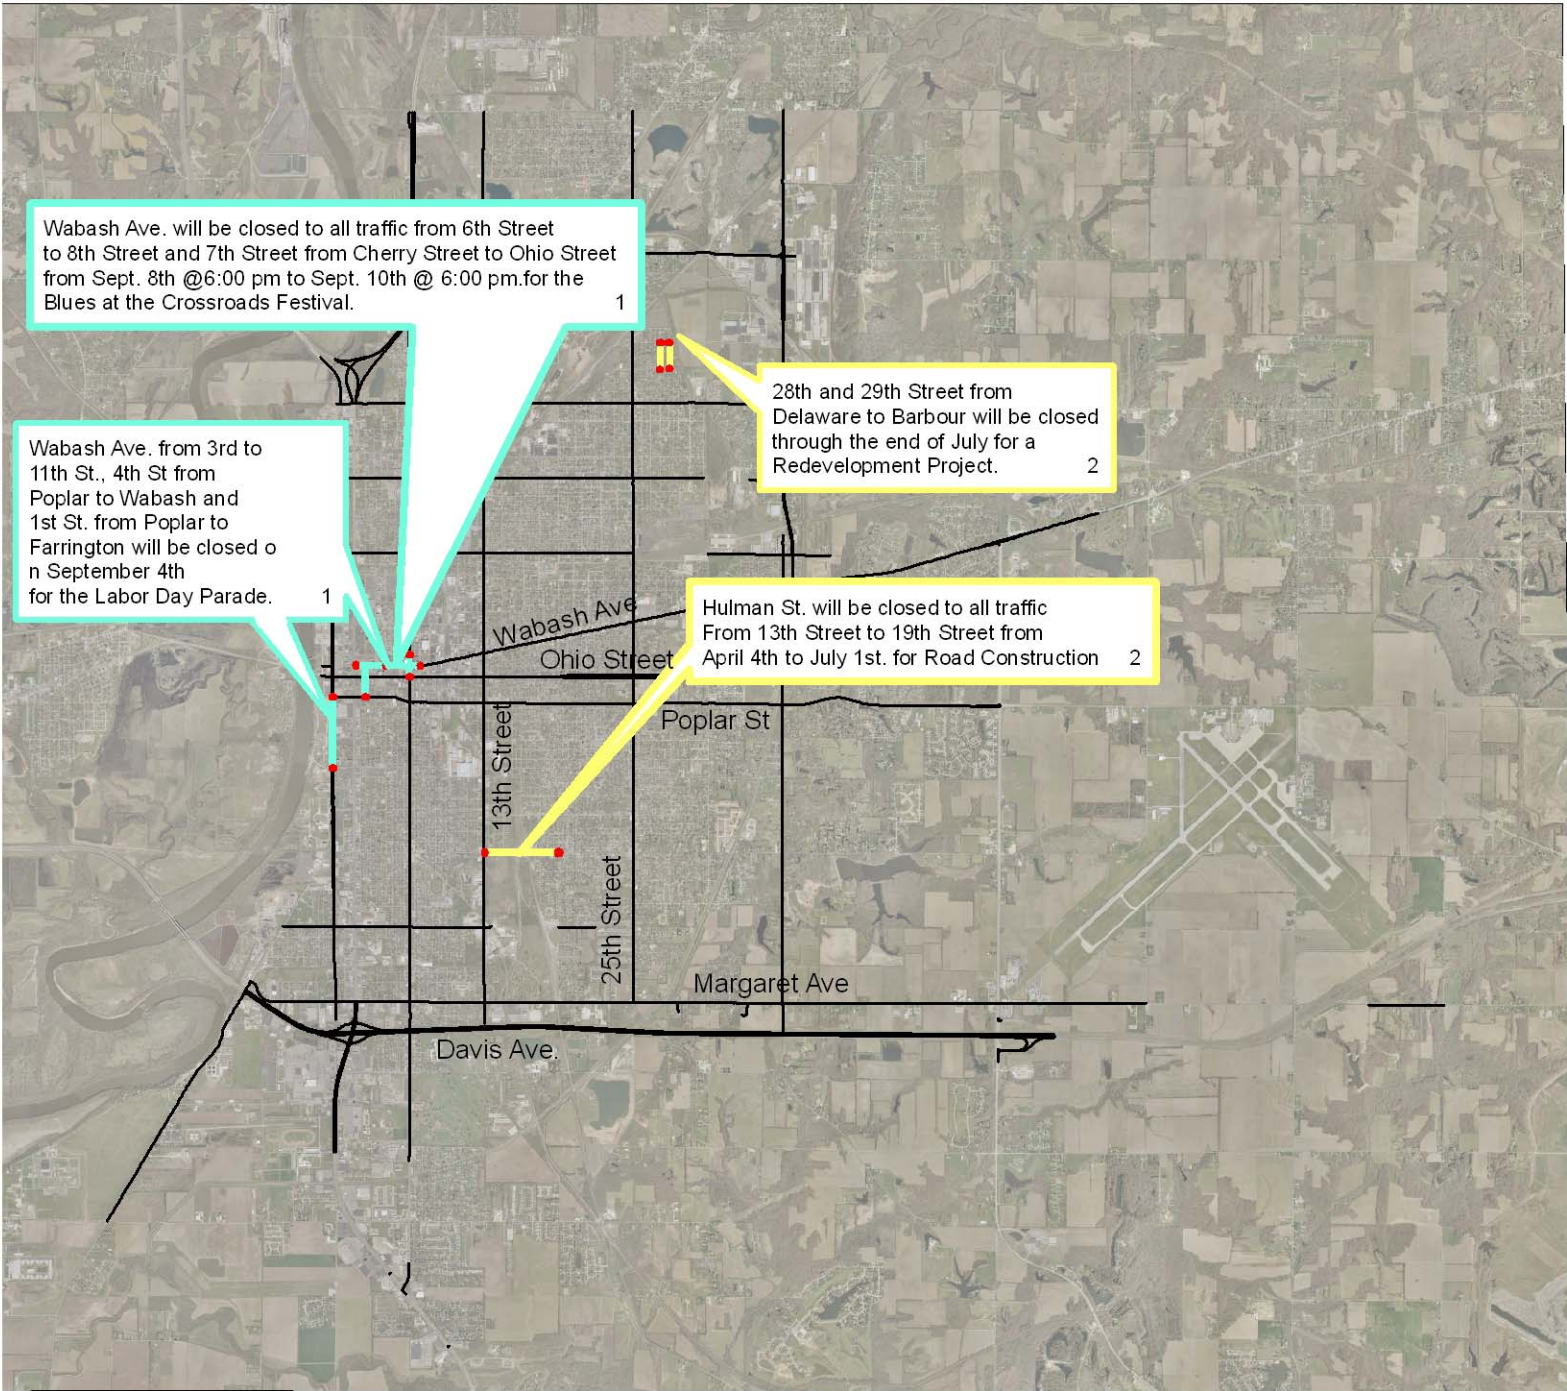 Wabash Ave. will be closed to all traffic from 6th Street
to 8th Street and 7th Street from Cherry Street to Ohio Street
from Sept. 8th @6:00 pm to Sept. 10th @ 6:00 pm.for the
Blues at the Crossroads Festival. 1
28th and 29th Street from
Delaware to Barbour will be closed
through the end of July for a
Redevelopment Project. 2
Wabash Ave. from 3rd to
11th St., 4th St from
Poplar to Wabash and
1st St. from Poplar to
Farrington will be closed o
n September 4th
for the Labor Day Parade. 1
Hulman St. will be closed to all traffic
From 13th Street to 19th Street from
April 4th to July 1st. for Road Construction 2
Wabash Ave
Ohio Street
Poplar St
13th Street
25th Street
Margaret Ave
Davis Ave.